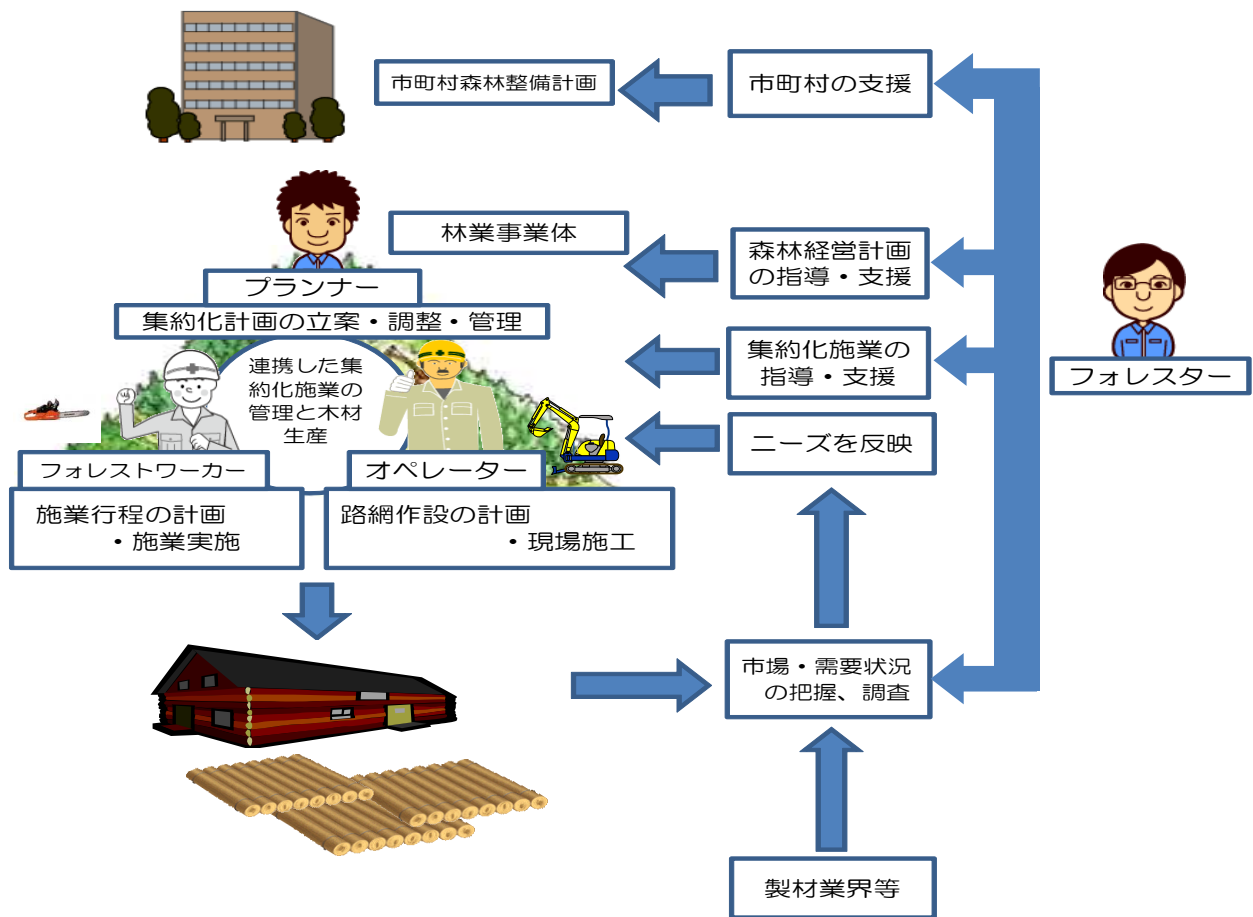 市町村森林整備計画
市町村の支援
林業事業体
森林経営計画
の指導・支援
プランナー
集約化計画の立案・調整・管理
フォレスター
連携した集
約化施業の
管理と木材
生産
集約化施業の
指導・支援
ニーズを反映
フォレストワーカー
施業行程の計画
・施業実施
オペレーター
路網作設の計画
・現場施工
市場・需要状況
の把握、調査
製材業界等